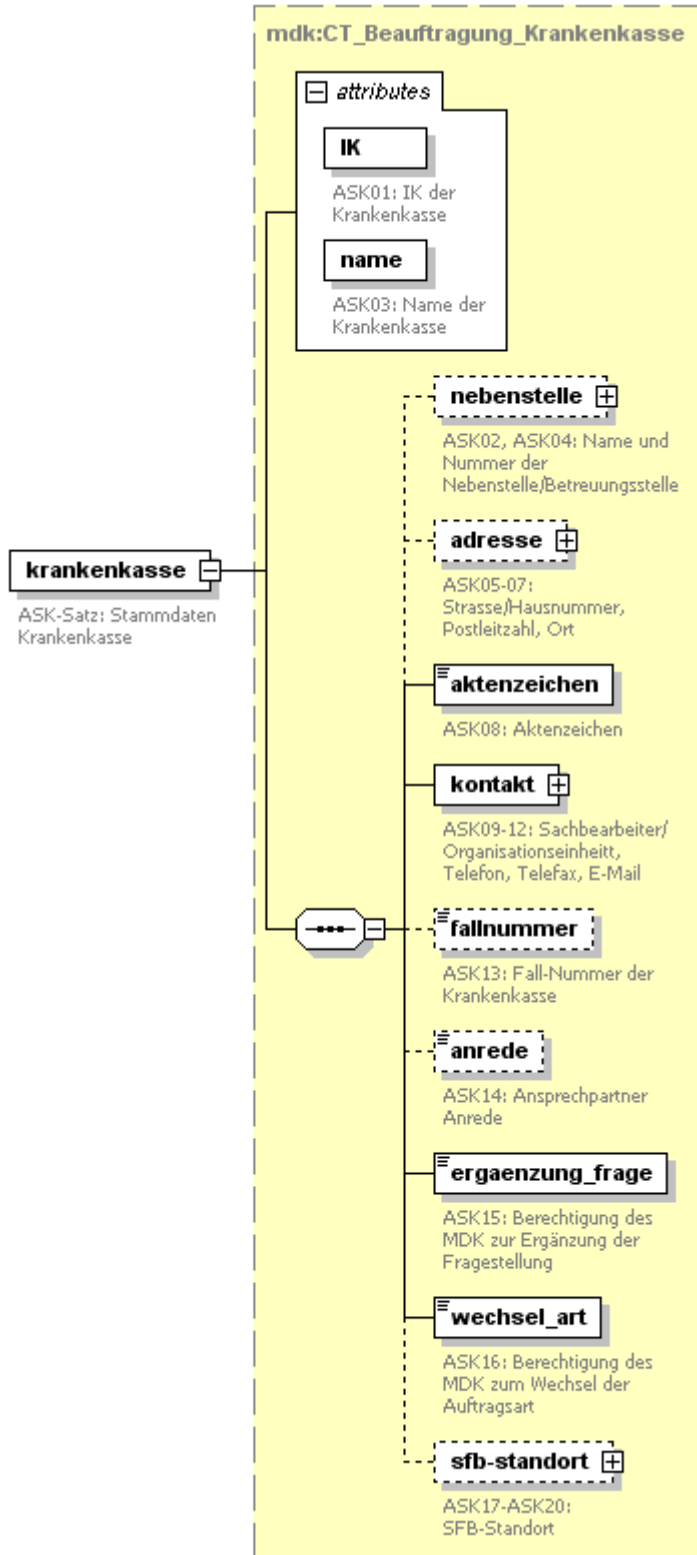 mdk:CT_Beauftragung_Krankenkasse
attributes
IK
ASK01: IK der
Krankenkasse
name
ASK03: Name der
Krankenkasse
nebenstelle
ASK02, ASK04: Name und
Nummer der
Nebenstelle/Betreuungsstelle
adresse
ASK05-07:
Strasse/Hausnummer,
Postleitzahl, Ort
krankenkasse
ASK-Satz: Stammdaten
Krankenkasse
aktenzeichen
ASK08: Aktenzeichen
kontakt
ASK09-12: Sachbearbeiter/
Organisationseinheitt,
Telefon, Telefax, E-Mail
fallnummer
ASK13: Fall-Nummer der
Krankenkasse
anrede
ASK14: Ansprechpartner
Anrede
ergaenzung_frage
ASK15: Berechtigung des
MDK zur Ergänzung der
Fragestellung
wechsel_art
ASK16: Berechtigung des
MDK zum Wechsel der
Auftragsart
sfb-standort
ASK17-ASK20:
SFB-Standort